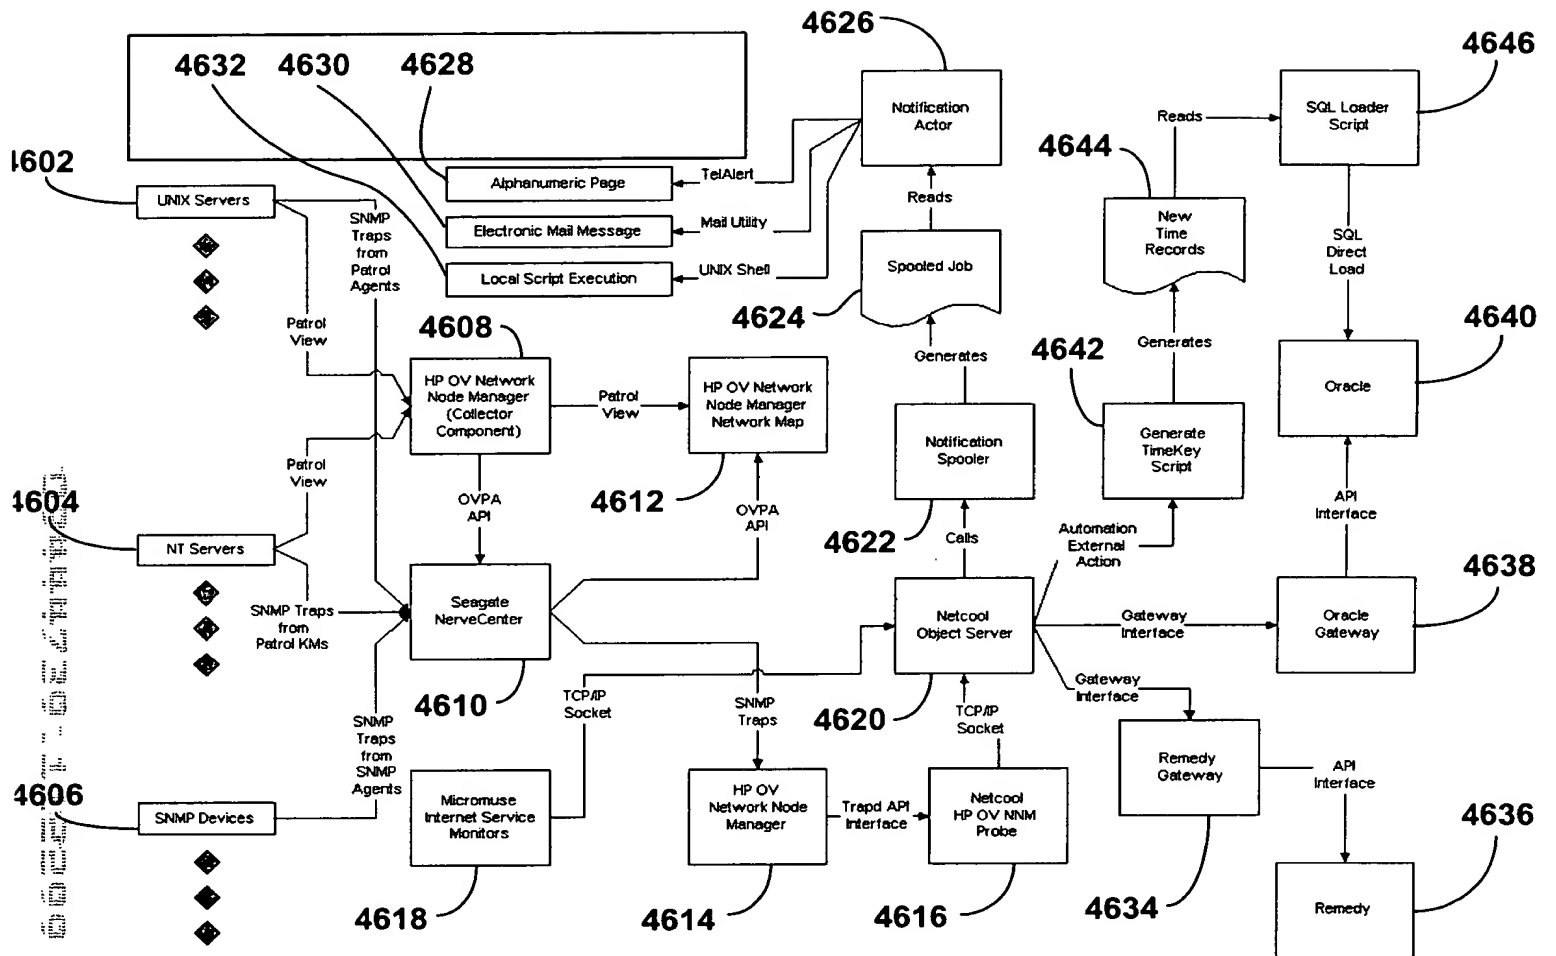 4626
4646
4632
4630
4628
Notification
Actor
SQL Loader
Script
Reads
4644
4602
Alphanumeric Page
TelAlert
UNIX Servers
SNMP
Traps
from
Patrol
Agents
Reads
New
Time
Records
Electronic Mail Message
Mail Utility
SQL
Direct
Load
Spooled Job
Local Script Execution
UNIX Shell
4624
4640
Patrol
View
4608
4642
Generates
Generates
HP OV Network
Node Manager
(Collector
Component)
Patrol
View
HP OV Network
Node Manager
Network Map
Oracle
Notification
Spooler
Generate
TimeKey
Script
Patrol
View
4604
OVPA
API
4612
OVPA
API
API
Interface
4622
Calls
Automation
External
Action
NT Servers
4638
Seagate
NerveCenter
SNMP Traps
from
Patrol KMs
Netcool
Object Server
Gateway
Interface
Oracle
Gateway
4610
TCP/IP
Socket
SNMP
Traps
4620
TCP/IP
Socket
Gateway
Interface
SNMP
Traps
from
SNMP
Agents
Remedy
Gateway
API
Interface
4606
SNMP Devices
Micromuse
Internet Service
Monitors
HP OV
Network Node
Manager
Trapd API
Interface
Netcool
HP OV NNM
Probe
4636
4618
4614
4616
4634
Remedy